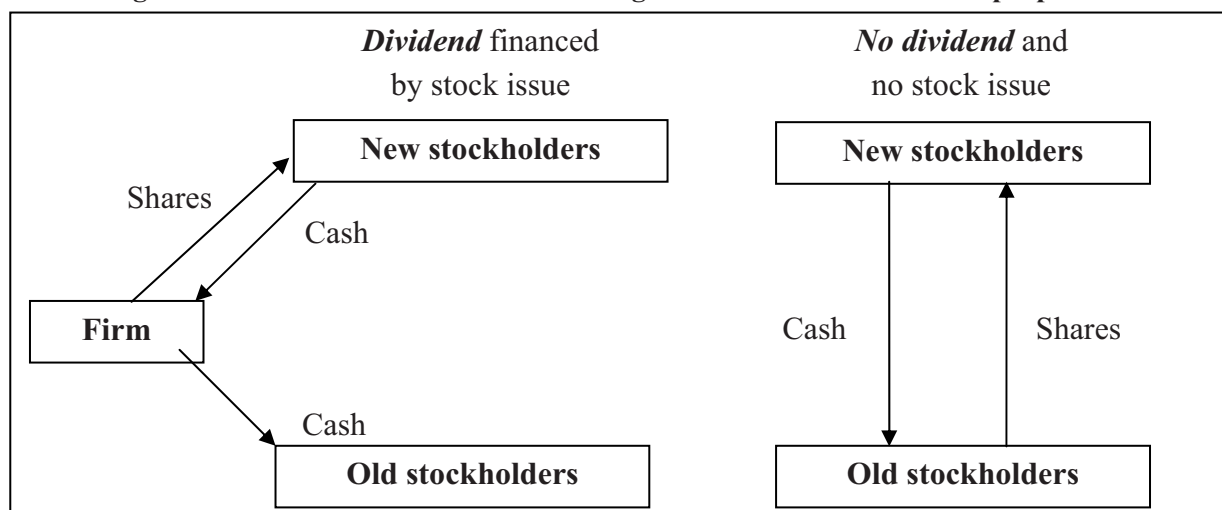 Dividend financed
by stock issue
No dividend and
no stock issue
New stockholders
New stockholders
Shares
Cash
Firm
Cash
Shares
Cash
Old stockholders
Old stockholders